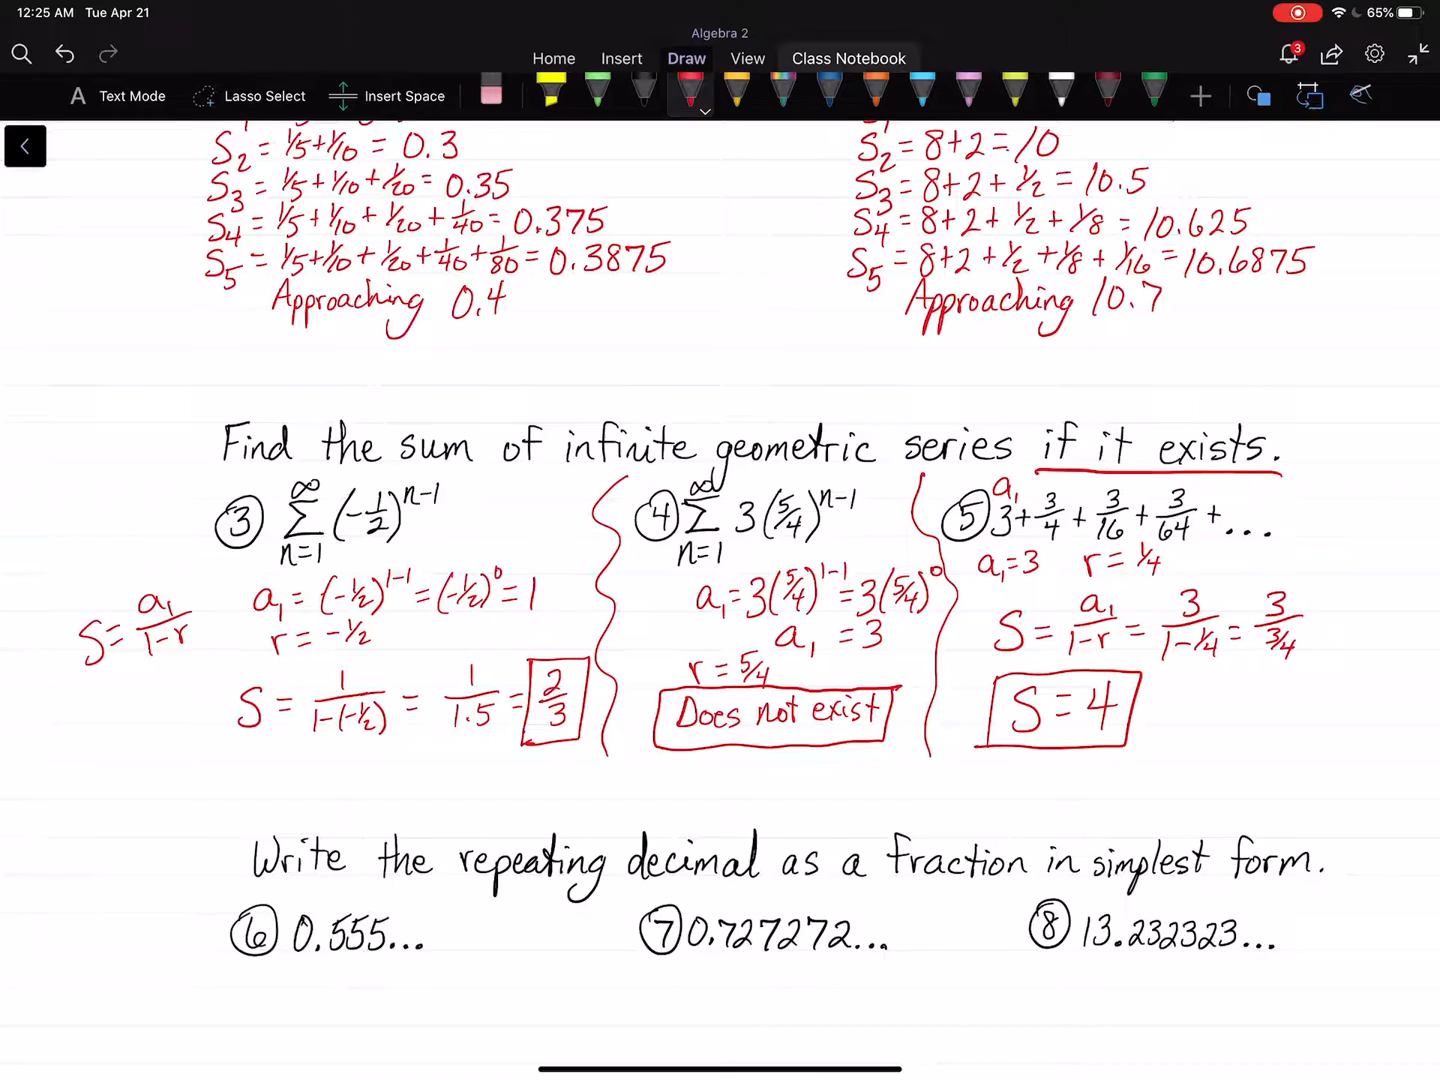 12:25 AM Tue Apr 21
65%
Algebra 2
Home Insert Draw View Class Notebook
3
A Text Mode Lasso Select Insert Space
S₂ = 1/5 + 1/10 = 0.3
S₃ = 1/5 + 1/10 + 1/20 = 0.35
S₄ = 1/5 + 1/10 + 1/20 + 1/40 = 0.375
S₅ = 1/5 + 1/10 + 1/20 + 1/40 + 1/80 = 0.3875
Approaching 0.4
S₂ = 8 + 2 = 10
S₃ = 8 + 2 + 1/2 = 10.5
S₄ = 8 + 2 + 1/2 + 1/8 = 10.625
S₅ = 8 + 2 + 1/2 + 1/8 + 1/16 = 10.6875
Approaching 10.7
Find the sum of infinite geometric series if it exists.
③ ∞ Σ n=1 (-1/2)^(n-1)
S = a₁/(1-r)
a₁ = (-1/2)^(1-1) = (-1/2)^0 = 1
r = -1/2
S = 1/(1-(-1/2)) = 1/1.5 = 2/3
④ ∞ Σ n=1 3(5/4)^(n-1)
a₁ = 3(5/4)^(1-1) = 3(5/4)^0
a₁ = 3
r = 5/4
Does not exist
a₁
⑤ 3 + 3/4 + 3/16 + 3/64 + ...
a₁ = 3 r = 1/4
S = a₁/(1-r) = 3/(1-1/4) = 3/(3/4)
S = 4
Write the repeating decimal as a fraction in simplest form.
⑥ 0.555... ⑦ 0.727272... ⑧ 13.232323...